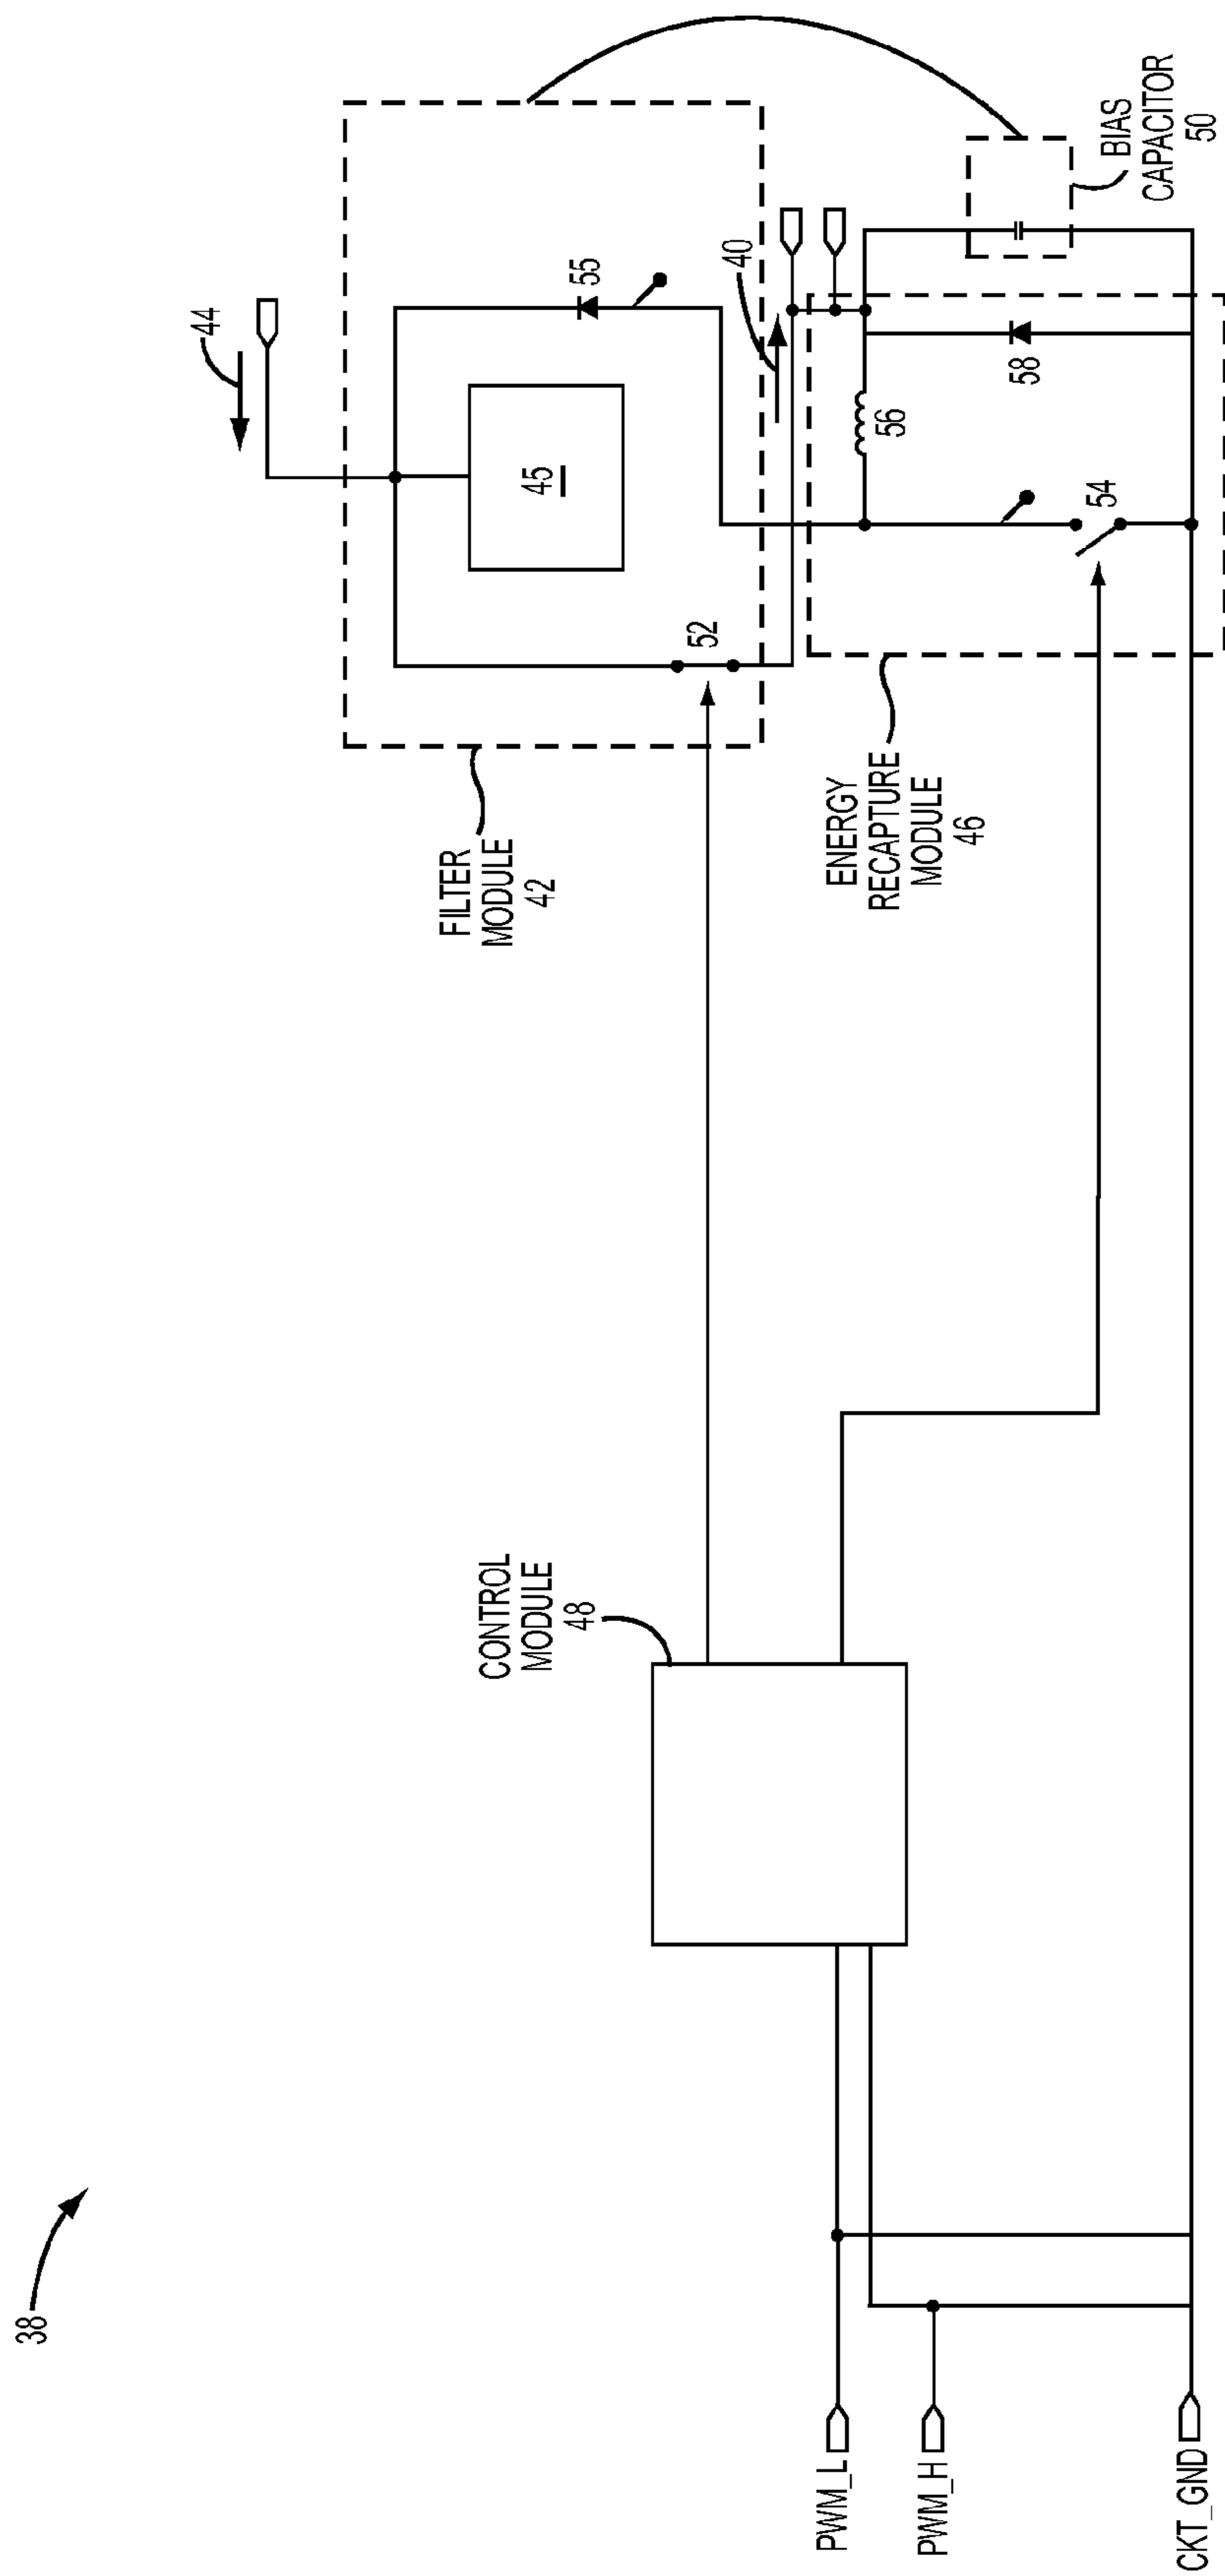 38
PWM_L
PWM_H
CKT_GND
CONTROL
MODULE
48
FILTER
MODULE
42
ENERGY
RECAPTURE
MODULE
46
44
45
52
55
40
56
54
58
BIAS
CAPACITOR
50